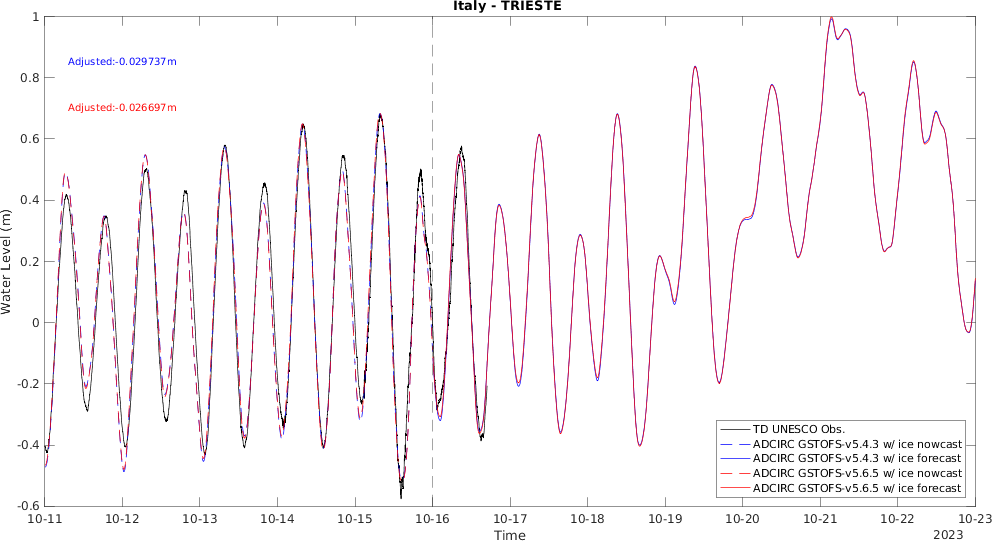 Italy - TRIESTE
Adjusted:-0.029737m
Adjusted:-0.026697m
Water Level (m)
1
0.8
0.6
0.4
0.2
0
-0.2
-0.4
-0.6
TD UNESCO Obs.
ADCIRC GSTOFS-v5.4.3 w/ ice nowcast
ADCIRC GSTOFS-v5.4.3 w/ ice forecast
ADCIRC GSTOFS-v5.6.5 w/ ice nowcast
ADCIRC GSTOFS-v5.6.5 w/ ice forecast
10-11 10-12 10-13 10-14 10-15 10-16 10-17 10-18 10-19 10-20 10-21 10-22 10-23
Time
2023